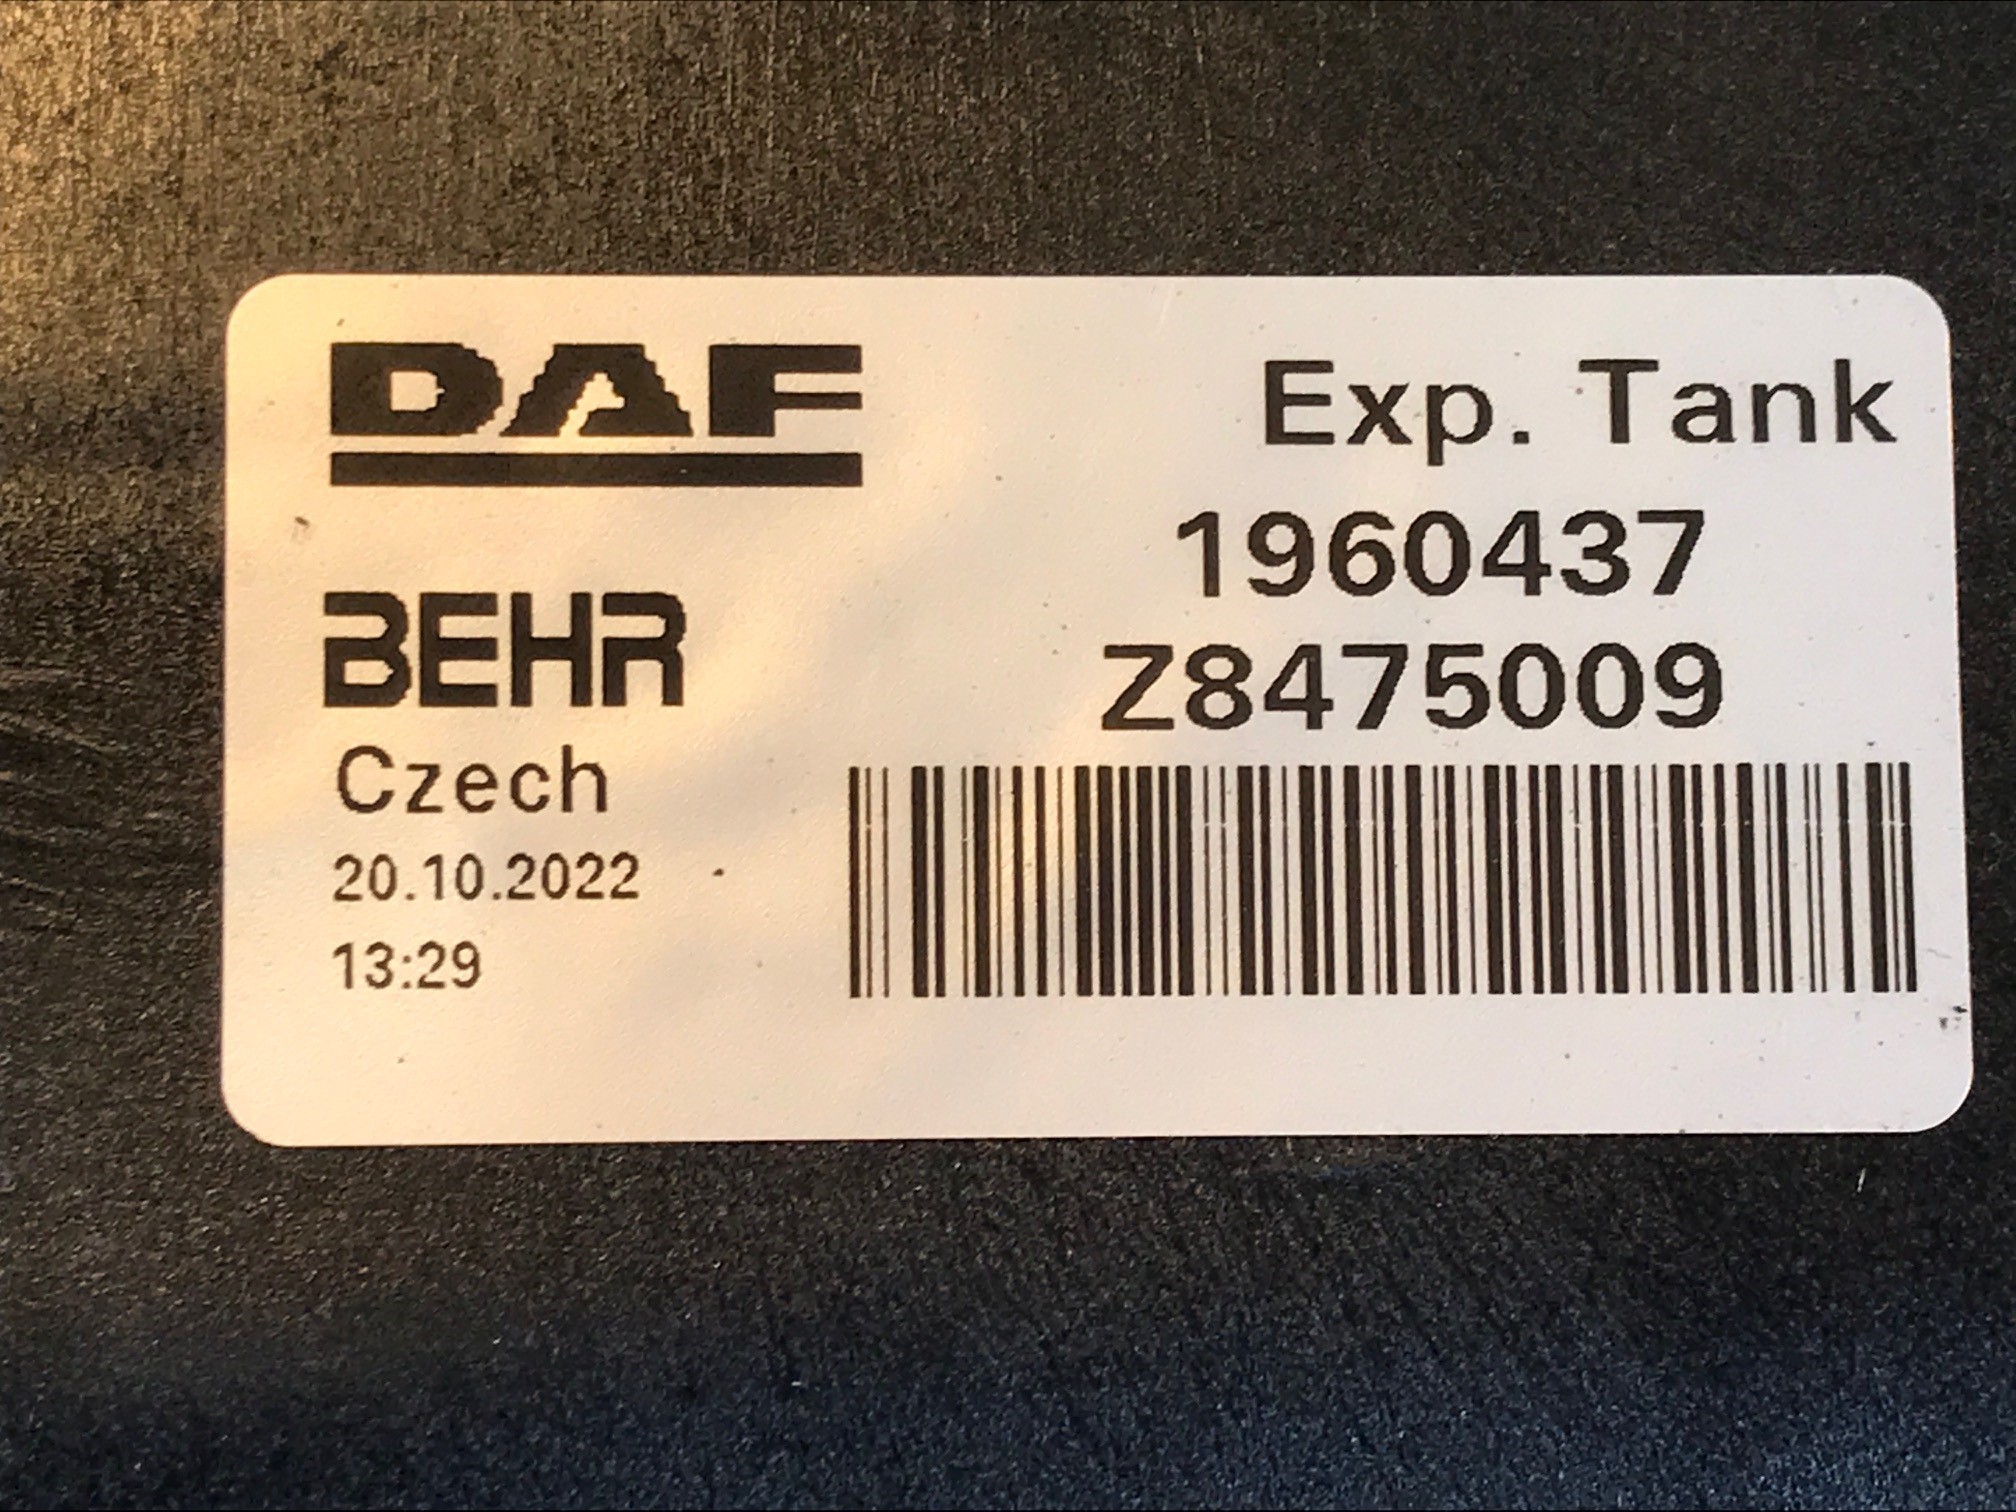 DAF
Exp. Tank
1960437
BEHR
Z8475009
Czech
20.10.2022
13:29